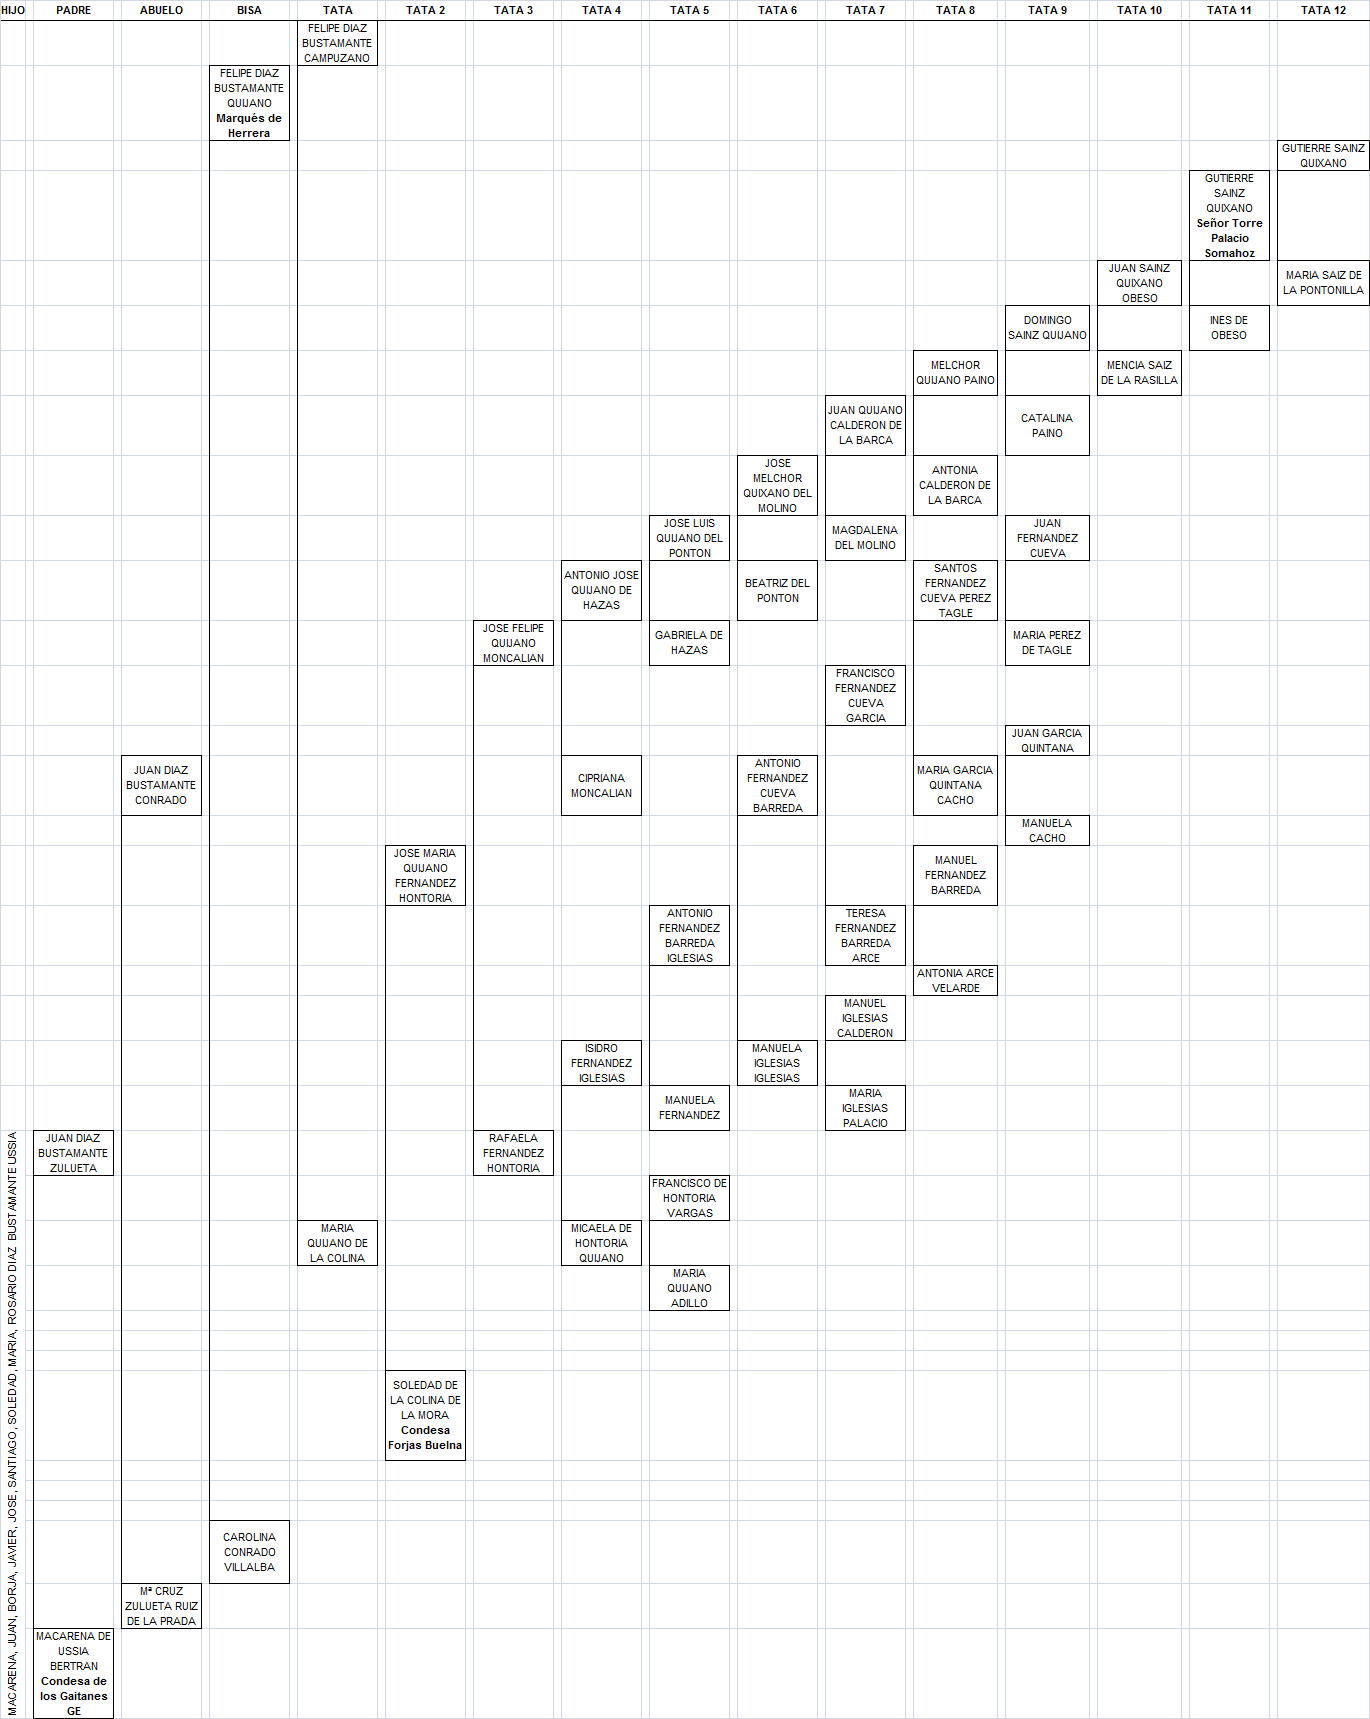 HIJO PADRE ABUELO BISA TATA TATA 2 TATA 3 TATA 4 TATA 5 TATA 6 TATA 7 TATA 8 TATA 9 TATA 10 TATA 11 TATA 12
FELIPE DIAZ
BUSTAMANTE
CAMPUZANO
FELIPE DIAZ
BUSTAMANTE
QUIJANO
Marqués de
Herrera
GUTIERRE SAINZ
QUIXANO
GUTIERRE
SAINZ
QUIXANO
Señor Torre
Palacio
Somahoz
JUAN SAINZ
QUIXANO
OBESO
MARIA SAIZ DE
LA PONTONILLA
DOMINGO
SAINZ QUIJANO
INES DE
OBESO
MELCHOR
QUIJANO PAINO
MENCIA SAIZ
DE LA RASILLA
JUAN QUIJANO
CALDERON DE
LA BARCA
CATALINA
PAINO
JOSE
MELCHOR
QUIXANO DEL
MOLINO
ANTONIA
CALDERON DE
LA BARCA
JOSE LUIS
QUIJANO DEL
PONTON
MAGDALENA
DEL MOLINO
JUAN
FERNANDEZ
CUEVA
ANTONIO JOSE
QUIJANO DE
HAZAS
BEATRIZ DEL
PONTON
SANTOS
FERNANDEZ
CUEVA PEREZ
TAGLE
JOSE FELIPE
QUIJANO
MONCALIAN
GABRIELA DE
HAZAS
MARIA PEREZ
DE TAGLE
FRANCISCO
FERNANDEZ
CUEVA
GARCIA
JUAN GARCIA
QUINTANA
JUAN DIAZ
BUSTAMANTE
CONRADO
CIPRIANA
MONCALIAN
ANTONIO
FERNANDEZ
CUEVA
BARREDA
MARIA GARCIA
QUINTANA
CACHO
MANUELA
CACHO
JOSE MARIA
QUIJANO
FERNANDEZ
HONTORIA
MANUEL
FERNANDEZ
BARREDA
ANTONIO
FERNANDEZ
BARREDA
IGLESIAS
TERESA
FERNANDEZ
BARREDA
ARCE
ANTONIA ARCE
VELARDE
MANUEL
IGLESIAS
CALDERON
ISIDRO
FERNANDEZ
IGLESIAS
MANUELA
IGLESIAS
IGLESIAS
MANUELA
FERNANDEZ
MARIA
IGLESIAS
PALACIO
MACARENA, JUAN, BORJA, JAVIER, JOSE, SANTIAGO, SOLEDAD, MARIA, ROSARIO DIAZ BUSTAMANTE USSIA
JUAN DIAZ
BUSTAMANTE
ZULUETA
RAFAELA
FERNANDEZ
HONTORIA
FRANCISCO DE
HONTORIA
VARGAS
MARIA
QUIJANO DE
LA COLINA
MICAELA DE
HONTORIA
QUIJANO
MARIA
QUIJANO
ADILLO
SOLEDAD DE
LA COLINA DE
LA MORA
Condesa
Forjas Buelna
CAROLINA
CONRADO
VILLALBA
Mª CRUZ
ZULUETA RUIZ
DE LA PRADA
MACARENA DE
USSIA
BERTRAN
Condesa de
los Gaitanes
GE